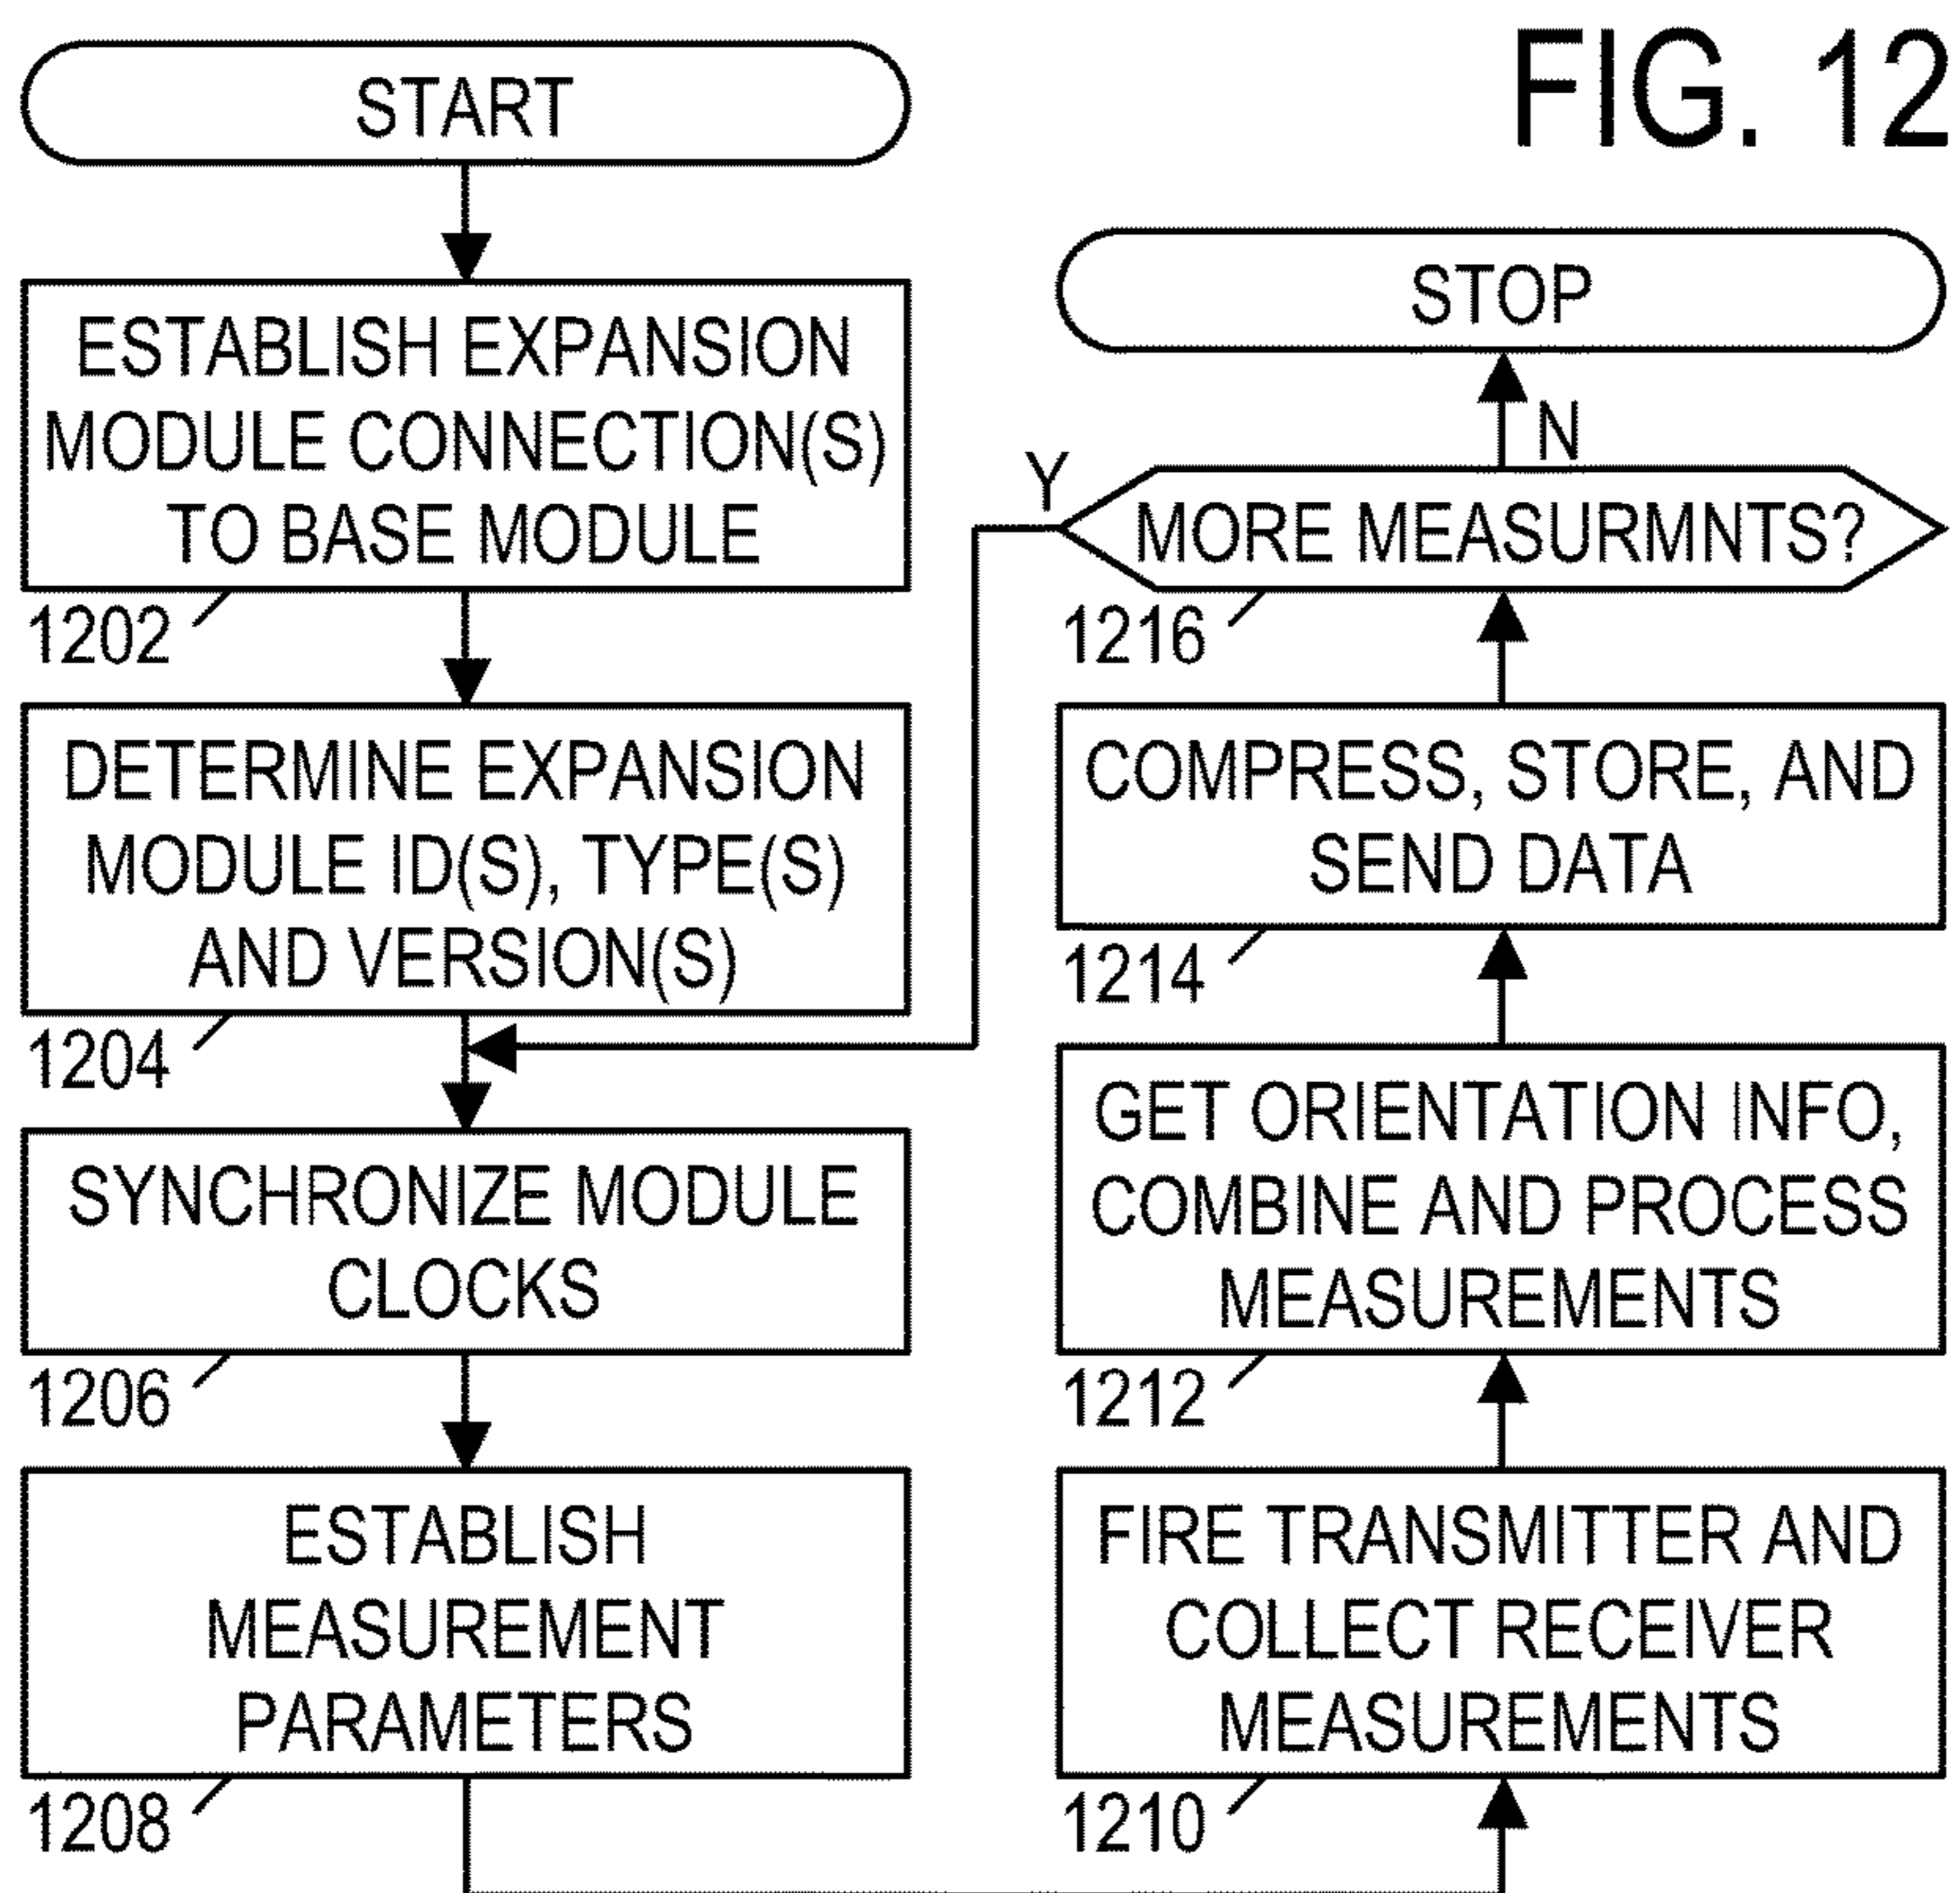 FIG. 12
START
ESTABLISH EXPANSION
MODULE CONNECTION(S)
TO BASE MODULE
1202
DETERMINE EXPANSION
MODULE ID(S), TYPE(S)
AND VERSION(S)
1204
SYNCHRONIZE MODULE
CLOCKS
1206
ESTABLISH
MEASUREMENT
PARAMETERS
1208
FIRE TRANSMITTER AND
COLLECT RECEIVER
MEASUREMENTS
1210
GET ORIENTATION INFO,
COMBINE AND PROCESS
MEASUREMENTS
1212
COMPRESS, STORE, AND
SEND DATA
1214
MORE MEASURMNTS?
1216
Y
N
STOP